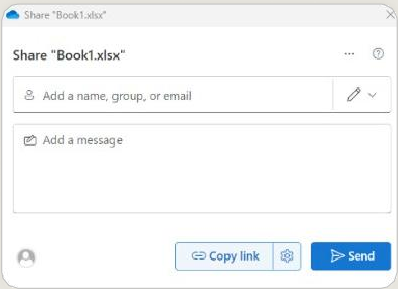 Share "Book1.xlsx"
Share "Book1.xlsx"
Add a name, group, or email
Add a message
Copy link
Send